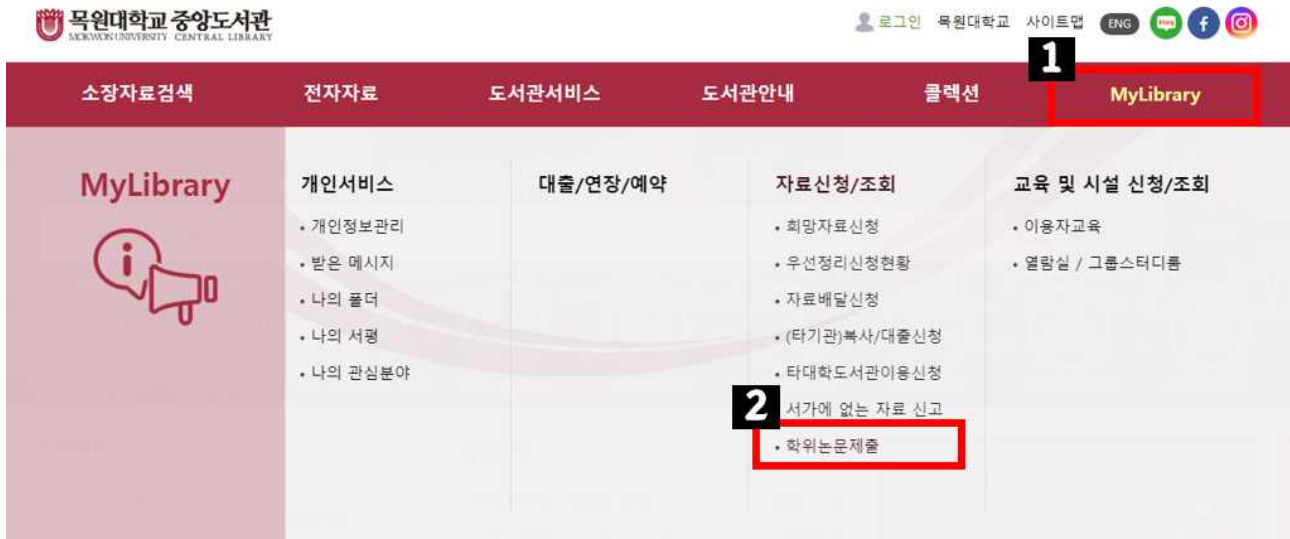 목원대학교 중앙도서관
MOKWON UNIVERSITY CENTRAL LIBRARY
로그인 목원대학교 사이트맵 ENG blog f
1
소장자료검색 전자자료 도서관서비스 도서관안내 콜렉션 MyLibrary
MyLibrary
개인서비스
• 개인정보관리
• 받은 메시지
• 나의 폴더
• 나의 서평
• 나의 관심분야
대출/연장/예약
자료신청/조회
• 희망자료신청
• 우선정리신청현황
• 자료배달신청
• (타기관)복사/대출신청
• 타대학도서관이용신청
2
서가에 없는 자료 신고
• 학위논문제출
교육 및 시설 신청/조회
• 이용자교육
• 열람실 / 그룹스터디룸